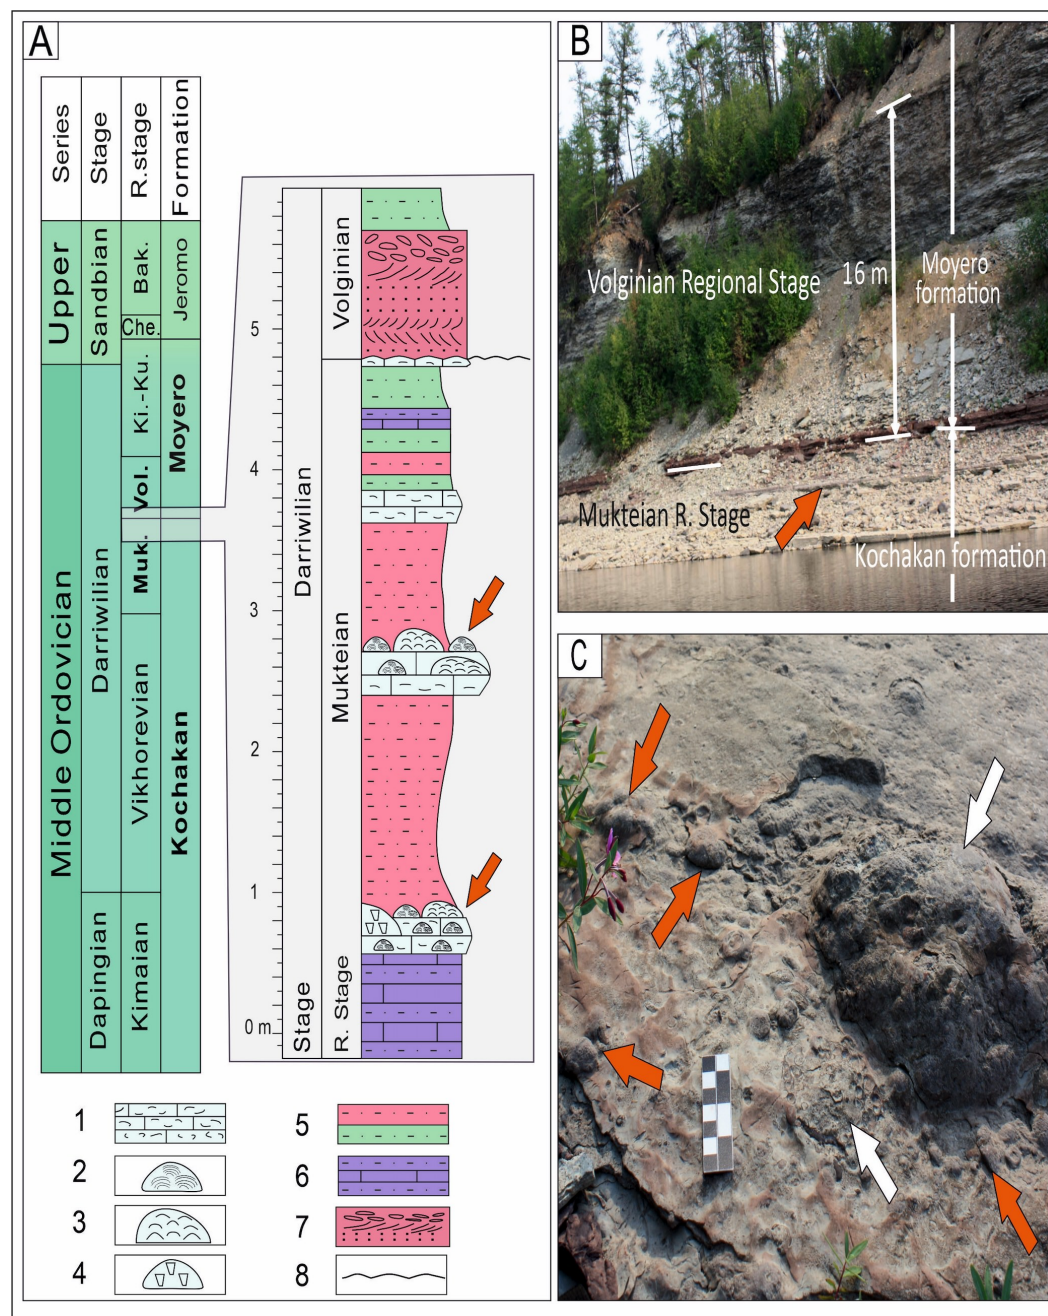 A
Series
Stage
R.stage
Formation
Upper
Sandbian
Bak.
Che.
Jeromo
Middle Ordovician
Darriwilian
Dapingian
Ki.-Ku.
Vol.
Muk.
Vikhorevian
Kimaian
Moyero
Kochakan
5
4
3
2
1
0 m
Stage
Darriwilian
R. Stage
Mukteian
Volginian
1
2
3
4
5
6
7
8
B
Volginian Regional Stage
16 m
Moyero
formation
Mukteian R. Stage
Kochakan formation
C